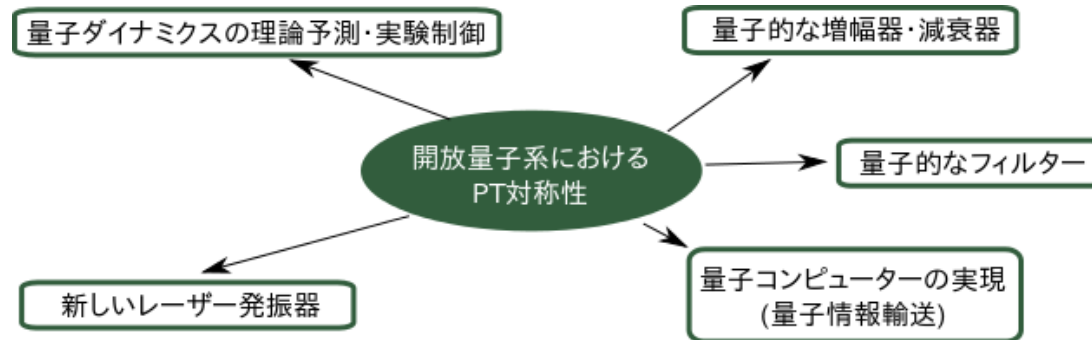 量子ダイナミクスの理論予測・実験制御
量子的な増幅器・減衰器
開放量子系における
PT対称性
量子的なフィルター
新しいレーザー発振器
量子コンピューターの実現
(量子情報輸送)